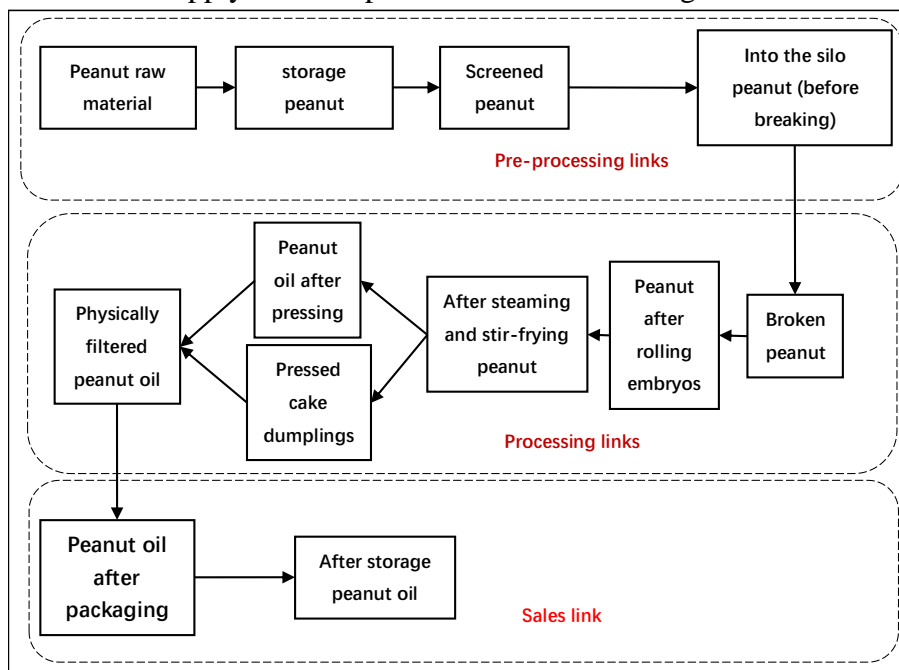 Peanut raw
material
storage
peanut
Screened
peanut
Into the silo
peanut (before
breaking)
Pre-processing links
Broken
peanut
Peanut
after
rolling
embryos
After steaming
and stir-frying
peanut
Peanut
oil after
pressing
Pressed
cake
dumplings
Physically
filtered
peanut oil
Processing links
Peanut oil
after
packaging
After storage
peanut oil
Sales link